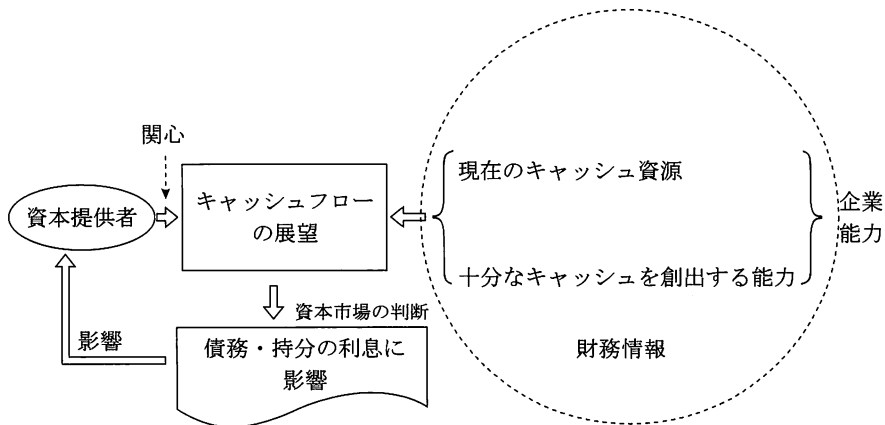 関心
資本提供者
キャッシュフロー
の展望
現在のキャッシュ資源
十分なキャッシュを創出する能力
企業
能力
資本市場の判断
債務・持分の利息に
影響
影響
財務情報